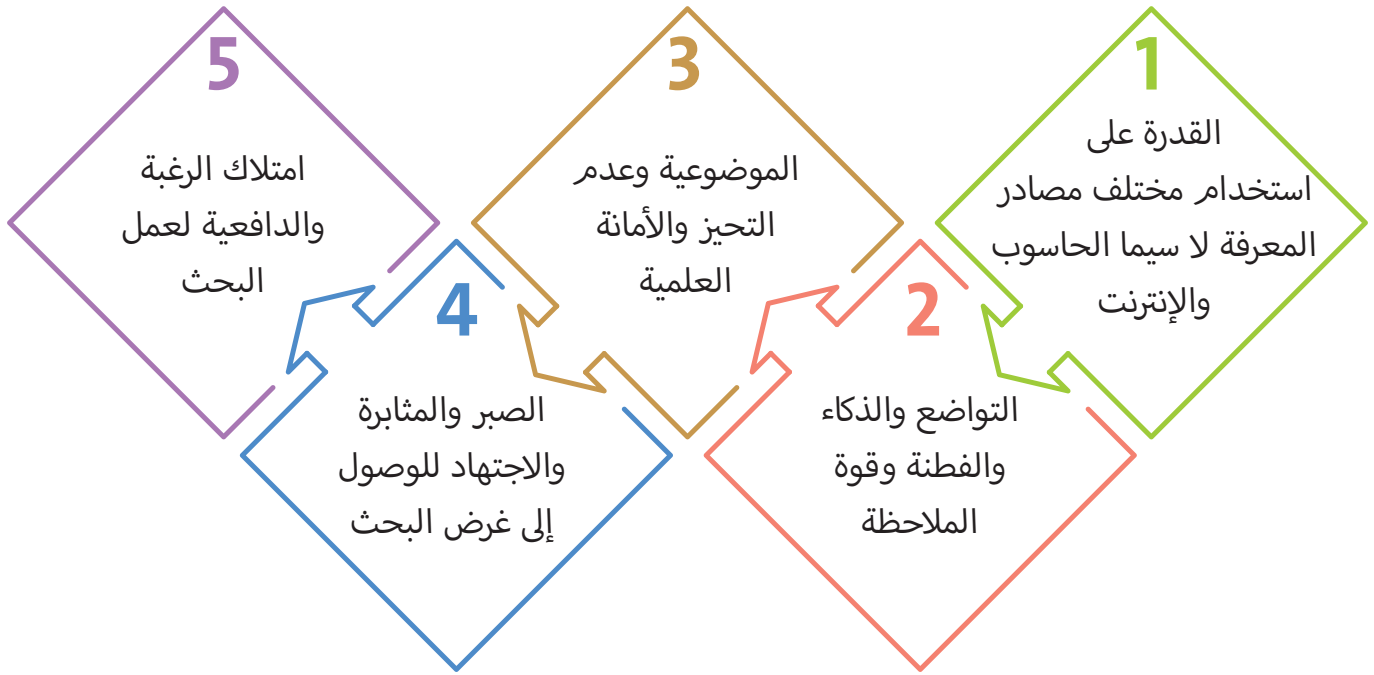 1
القدرة على
استخدام مختلف مصادر
المعرفة لا سيما الحاسوب
والإنترنت
2
التواضع والذكاء
والفطنة وقوة
الملاحظة
3
الموضوعية وعدم
التحيز والأمانة
العلمية
4
الصبر والمثابرة
والاجتهاد للوصول
إلى غرض البحث
5
امتلاك الرغبة
والدافعية لعمل
البحث